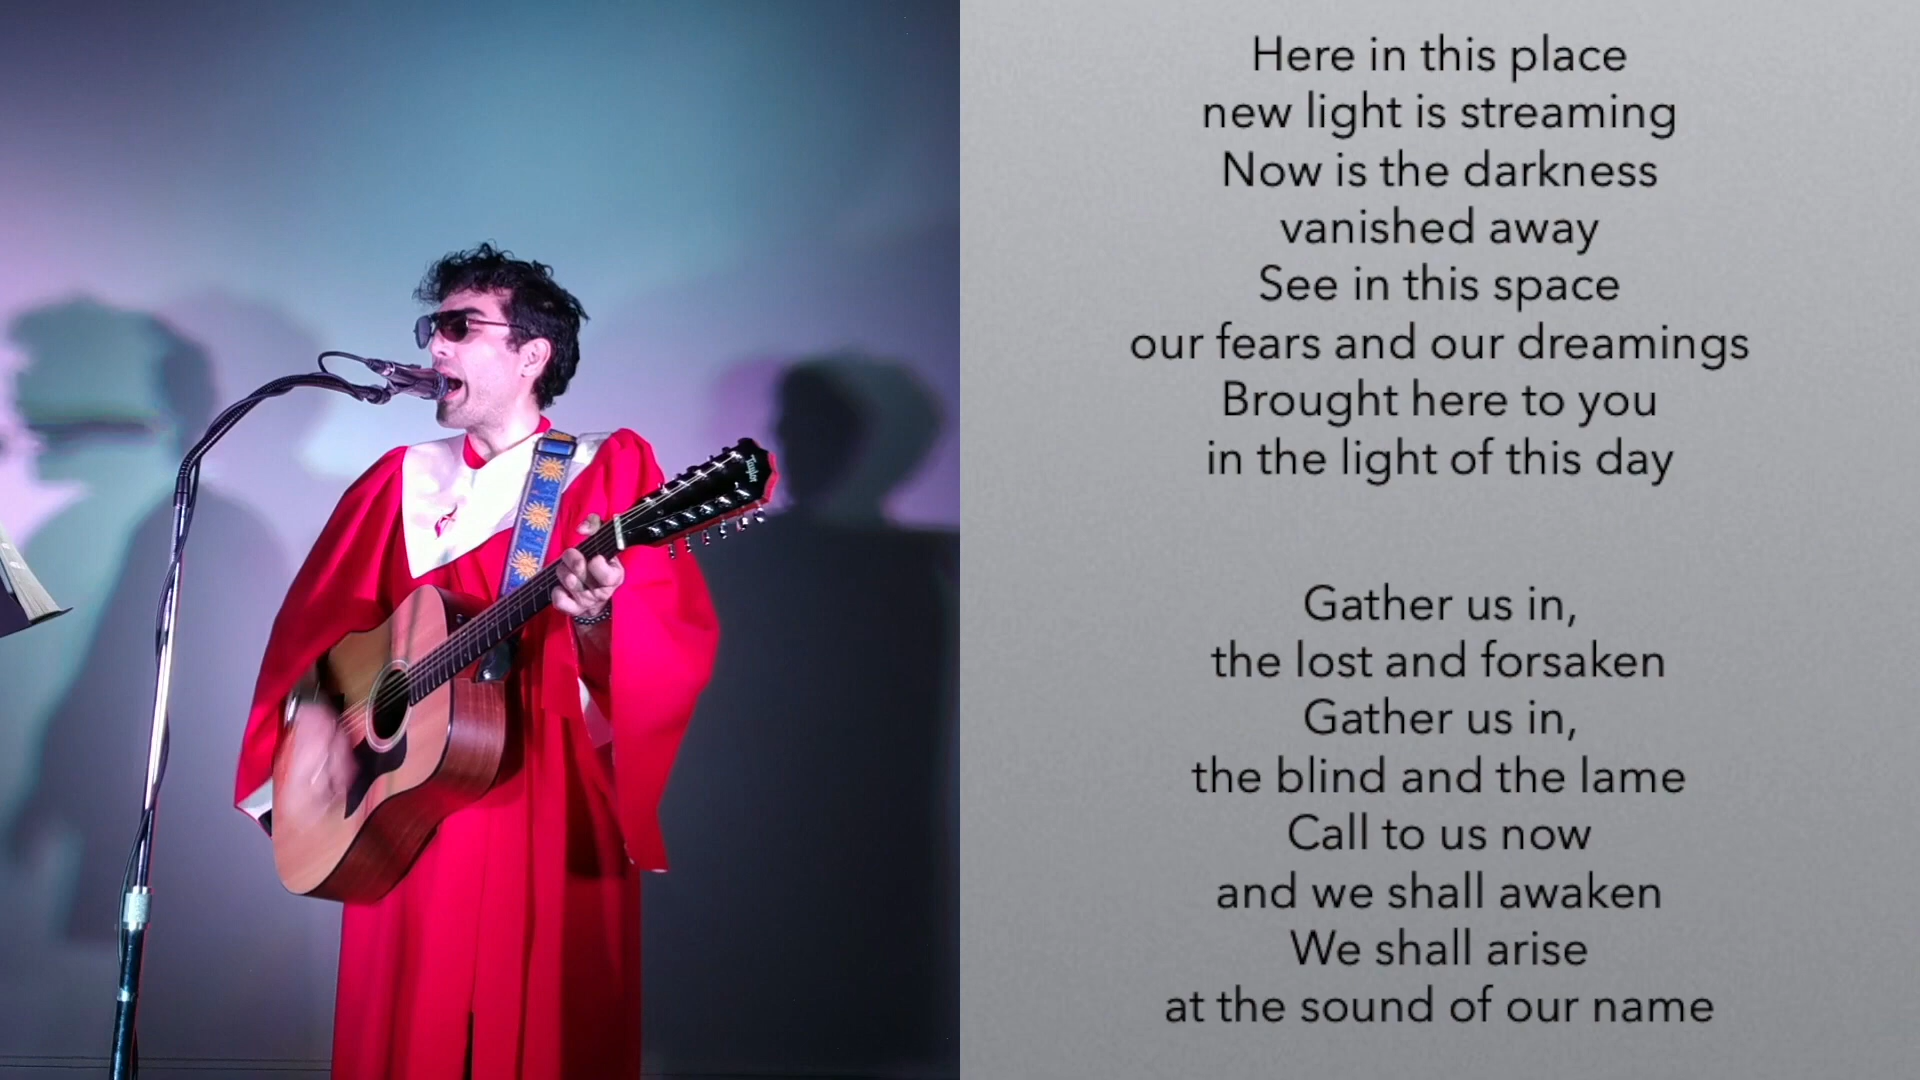 Taylor
Here in this place
new light is streaming
Now is the darkness
vanished away
See in this space
our fears and our dreamings
Brought here to you
in the light of this day
Gather us in,
the lost and forsaken
Gather us in,
the blind and the lame
Call to us now
and we shall awaken
We shall arise
at the sound of our name